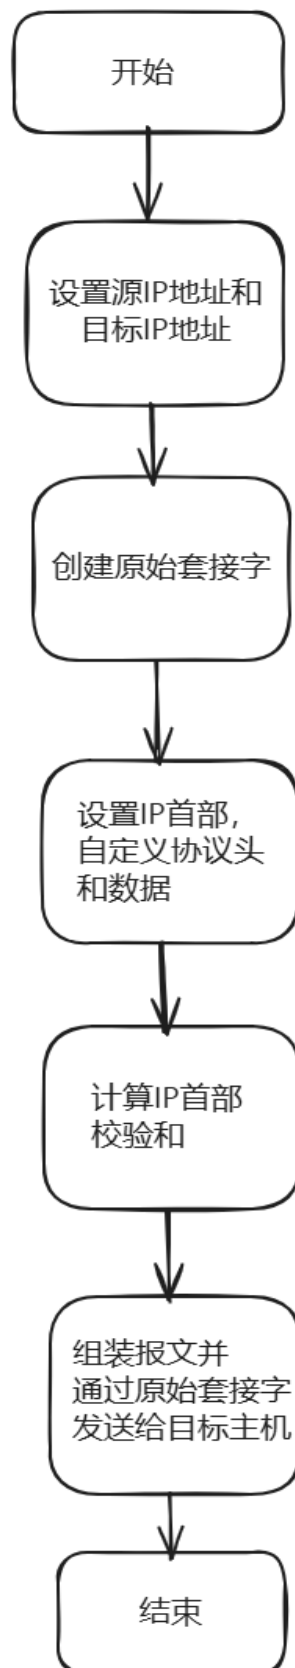 开始
设置源IP地址和
目标IP地址
创建原始套接字
设置IP首部,
自定义协议头
和数据
计算IP首部
校验和
组装报文并
通过原始套接字
发送给目标主机
结束